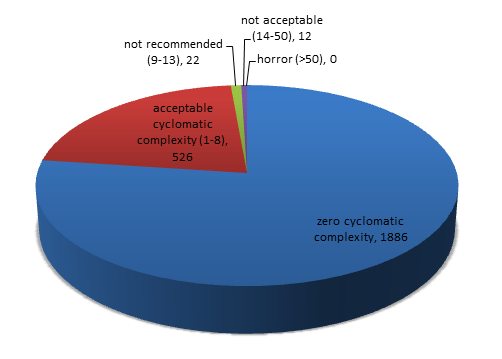 not acceptable
(14-50), 12
not recommended
(9-13), 22
horror (>50), 0
acceptable
cyclomatic
complexity (1-8),
526
zero cyclomatic
complexity, 1886